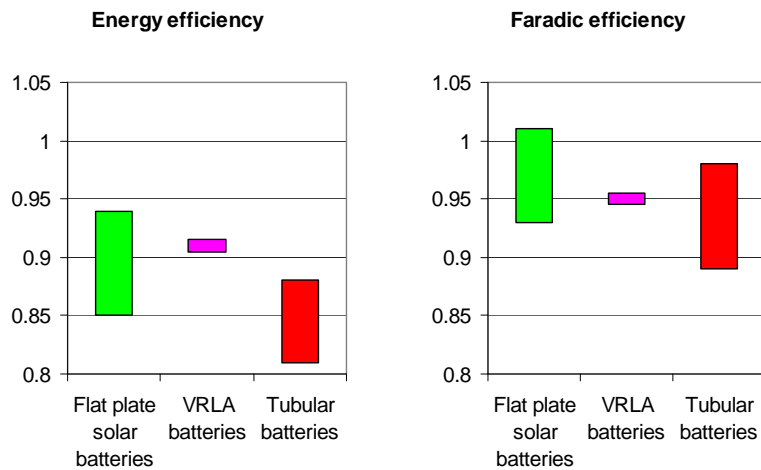 Energy efficiency
1.05
1
0.95
0.9
0.85
0.8
Flat plate
solar
batteries
VRLA
batteries
Tubular
batteries
Faradic efficiency
1.05
1
0.95
0.9
0.85
0.8
Flat plate
solar
batteries
VRLA
batteries
Tubular
batteries